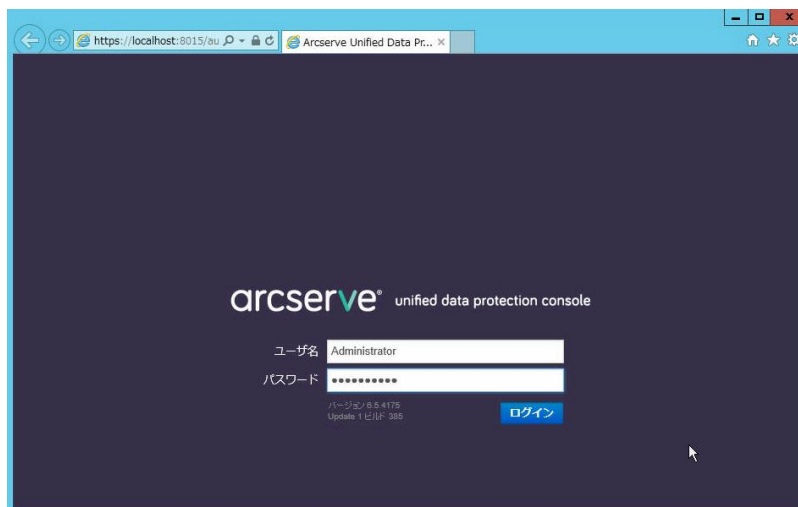 https://localhost:8015/au
Arcserve Unified Data Pr...
arcserve® unified data protection console
ユーザ名 Administrator
パスワード ●●●●●●●●●●
バージョン 6.5.4175
Update 1 ビルド 395
ログイン